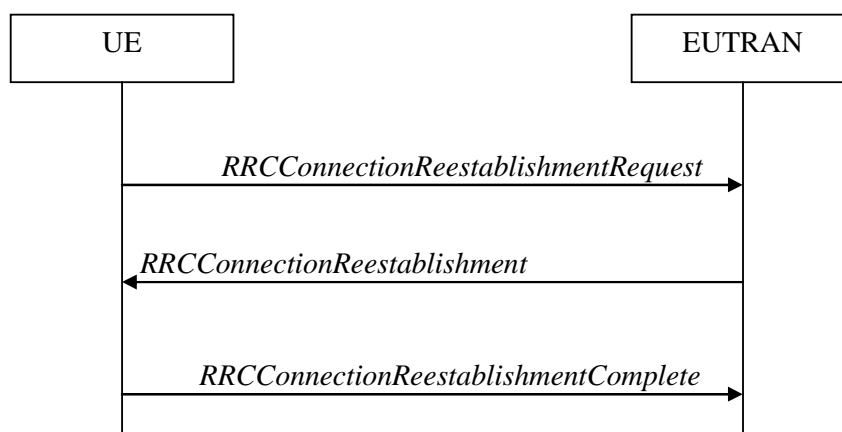 UE
EUTRAN
RRCConnectionReestablishmentRequest
RRCConnectionReestablishment
RRCConnectionReestablishmentComplete